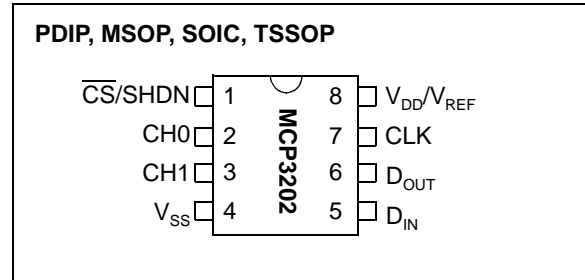 PDIP, MSOP, SOIC, TSSOP
C̅S̅/SHDN 1 8 VDD/VREF
CH0 2 7 CLK
CH1 3 6 DOUT
VSS 4 5 DIN
MCP3202